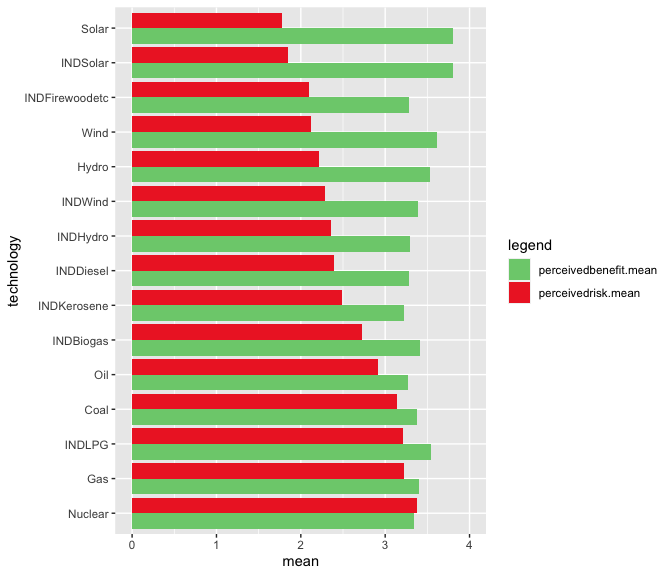 Solar
INDSolar
INDFirewoodetc
Wind
Hydro
INDWind
INDHydro
INDDiesel
INDKerosene
INDBiogas
Oil
Coal
INDLPG
Gas
Nuclear
technology
0 1 2 3 4
mean
legend
perceivedbenefit.mean
perceivedrisk.mean